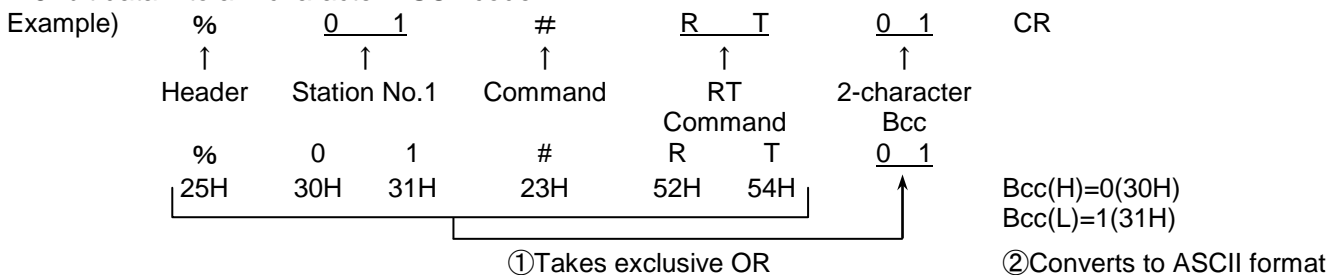 Example) % 0 1 # R T 0 1 CR
↑ ↑ ↑ ↑ ↑
Header Station No.1 Command RT 2-character
Command Bcc
% 0 1 # R T 0 1
25H 30H 31H 23H 52H 54H Bcc(H)=0(30H)
Bcc(L)=1(31H)
①Takes exclusive OR ②Converts to ASCII format